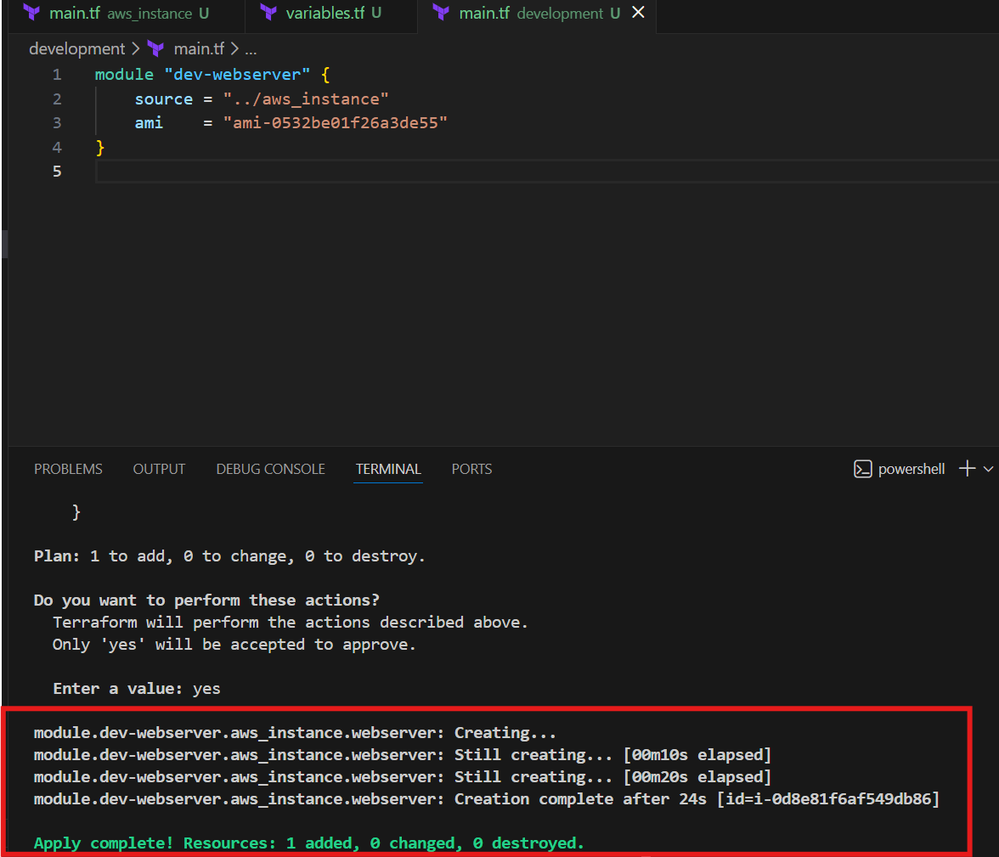 main.tf aws_instance U variables.tf U main.tf development U
development > main.tf > ...
1 module "dev-webserver" {
2 source = "../aws_instance"
3 ami = "ami-0532be01f26a3de55"
4 }
5
PROBLEMS OUTPUT DEBUG CONSOLE TERMINAL PORTS powershell
}
Plan: 1 to add, 0 to change, 0 to destroy.
Do you want to perform these actions?
Terraform will perform the actions described above.
Only 'yes' will be accepted to approve.
Enter a value: yes
module.dev-webserver.aws_instance.webserver: Creating...
module.dev-webserver.aws_instance.webserver: Still creating... [00m10s elapsed]
module.dev-webserver.aws_instance.webserver: Still creating... [00m20s elapsed]
module.dev-webserver.aws_instance.webserver: Creation complete after 24s [id=i-0d8e81f6af549db86]
Apply complete! Resources: 1 added, 0 changed, 0 destroyed.